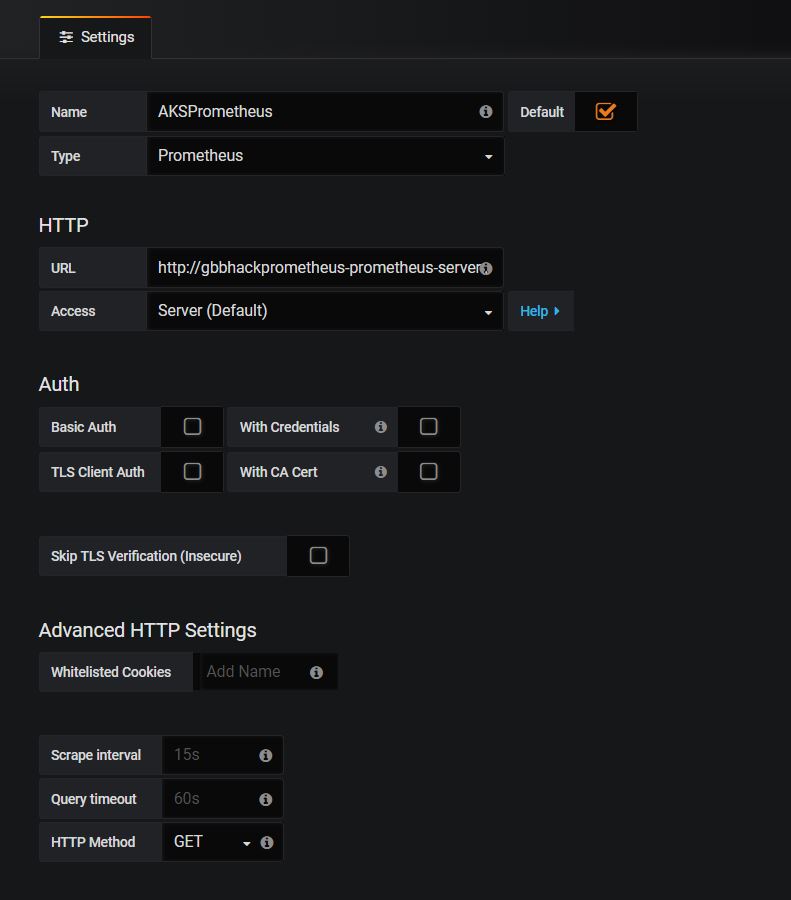 Settings
Name AKSPrometheus Default
Type Prometheus
HTTP
URL http://gbbhackprometheus-prometheus-server
Access Server (Default) Help
Auth
Basic Auth With Credentials
TLS Client Auth With CA Cert
Skip TLS Verification (Insecure)
Advanced HTTP Settings
Whitelisted Cookies Add Name
Scrape interval 15s
Query timeout 60s
HTTP Method GET